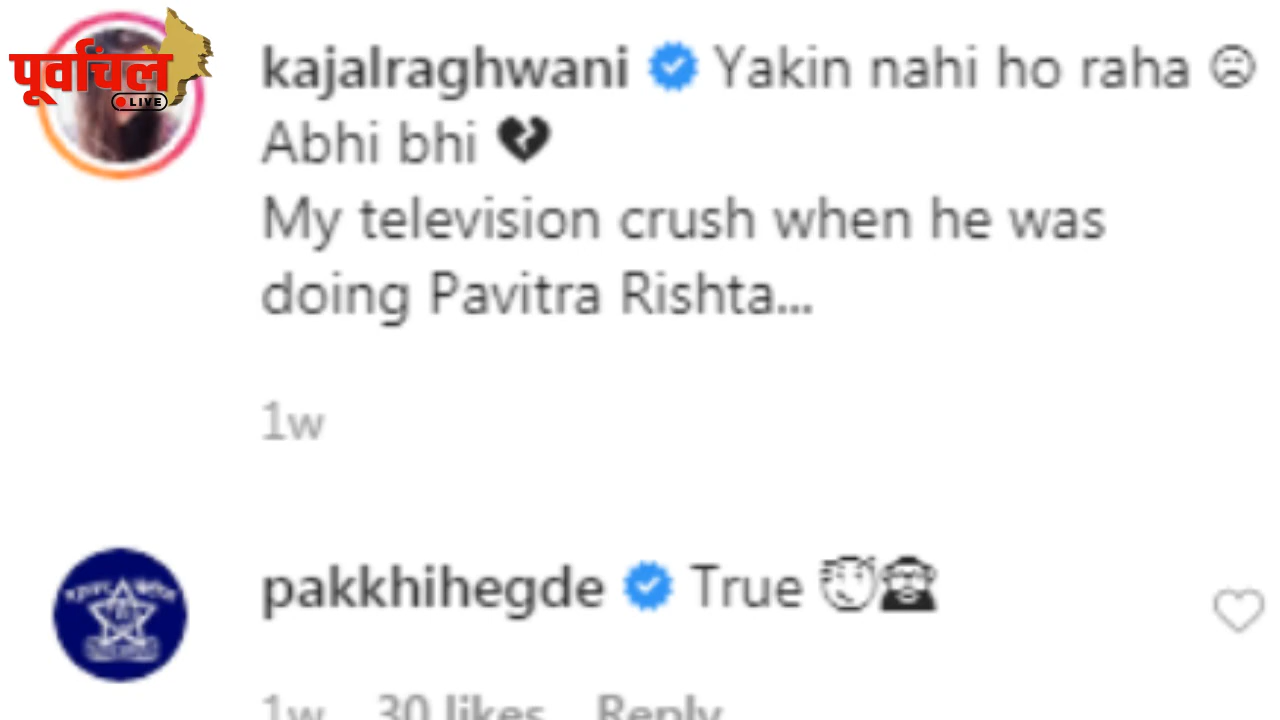 पूर्वांचल
LIVE
kajalraghwani Yakin nahi ho raha ☹
Abhi bhi 💔
My television crush when he was
doing Pavitra Rishta...
1w
pakkhihegde True
1w 30 likes Reply